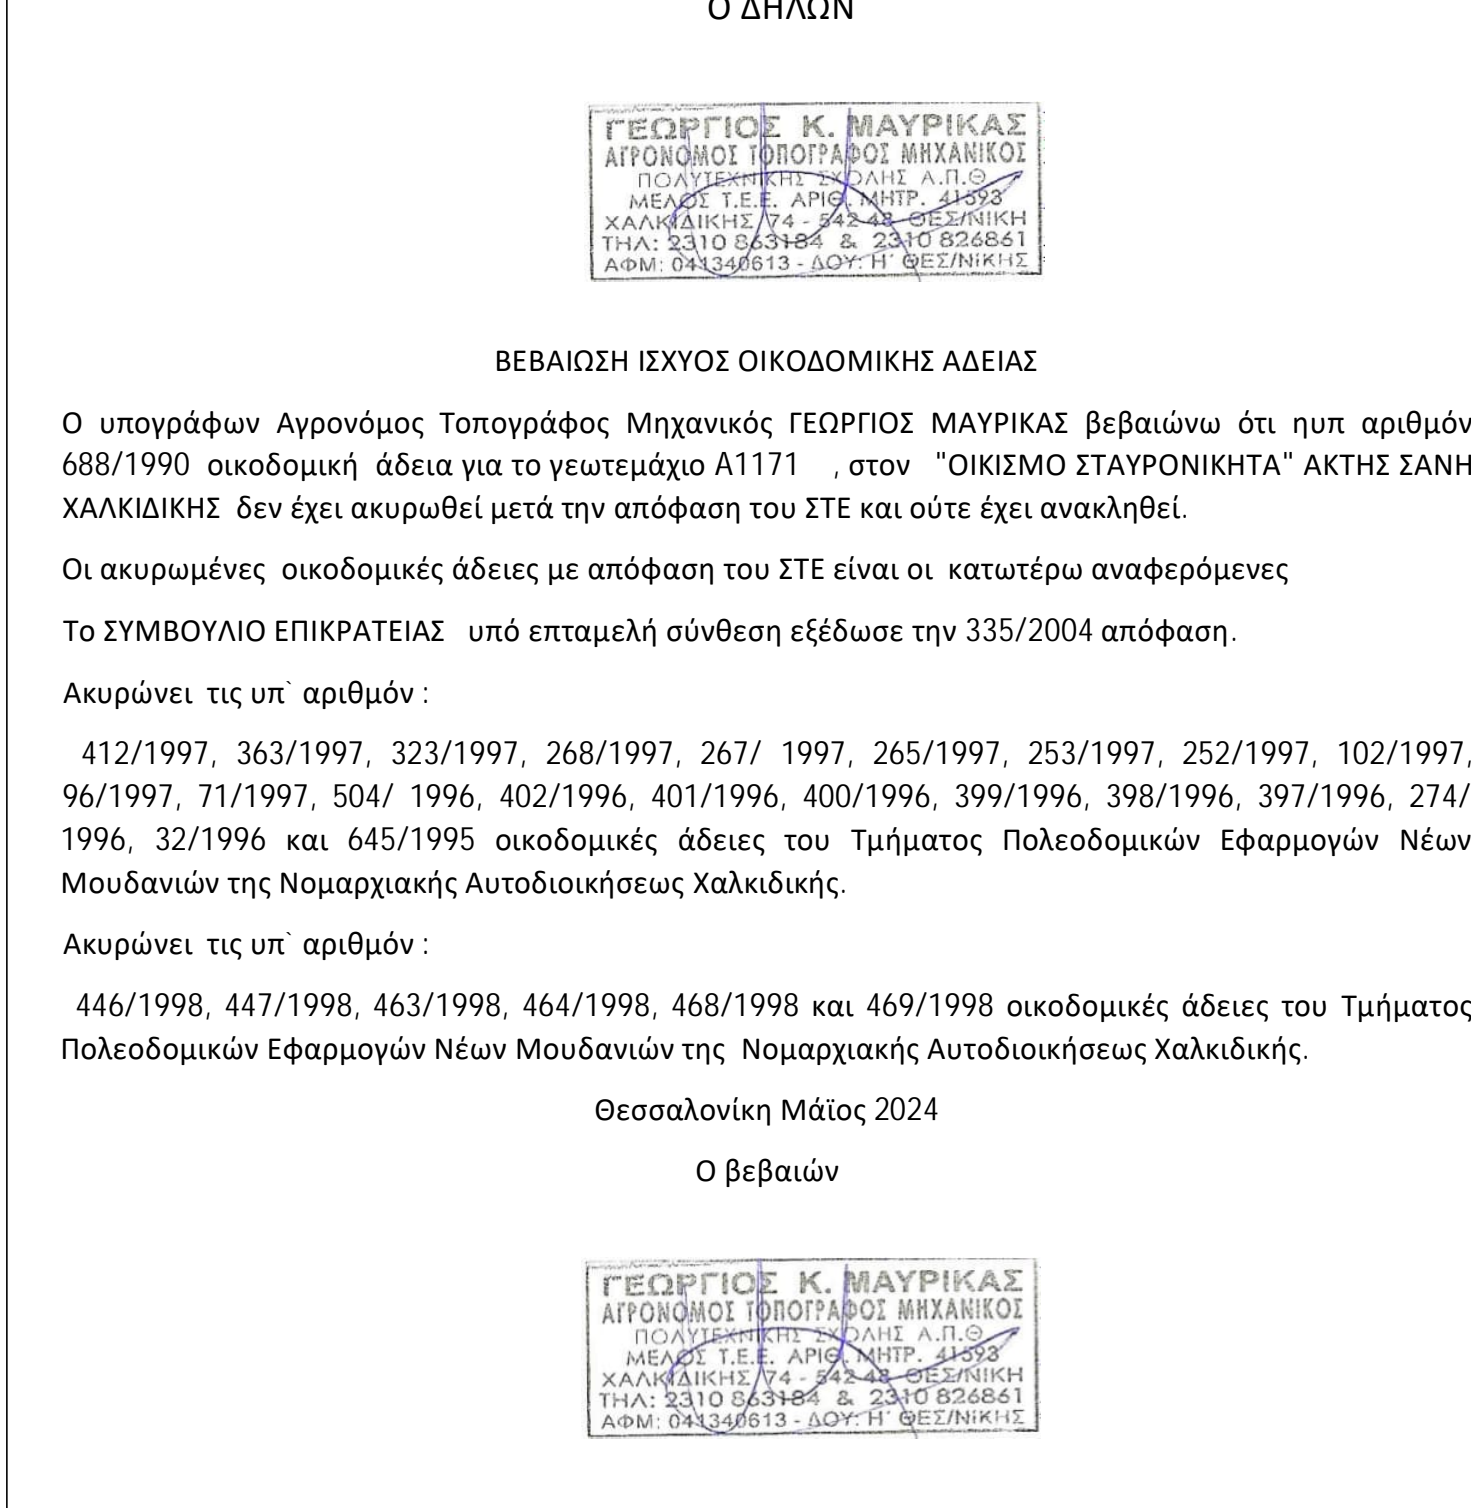 Ο ΔΗΛΩΝ
ΓΕΩΡΓΙΟΣ Κ. ΜΑΥΡΙΚΑΣ
ΑΓΡΟΝΟΜΟΣ ΤΟΠΟΓΡΑΦΟΣ ΜΗΧΑΝΙΚΟΣ
ΠΟΛΥΤΕΧΝΙΚΗΣ ΣΧΟΛΗΣ Α.Π.Θ
ΜΕΛΟΣ Τ.Ε.Ε. ΑΡΙΘ. ΜΗΤΡ. 41593
ΧΑΛΚΙΔΙΚΗΣ 74 - 542 48 ΘΕΣ/ΝΙΚΗ
ΤΗΛ: 2310 863184 & 2310 826861
ΑΦΜ: 041340613 - ΔΟΥ: Η΄ ΘΕΣ/ΝΙΚΗΣ
ΒΕΒΑΙΩΣΗ ΙΣΧΥΟΣ ΟΙΚΟΔΟΜΙΚΗΣ ΑΔΕΙΑΣ
Ο υπογράφων Αγρονόμος Τοπογράφος Μηχανικός ΓΕΩΡΓΙΟΣ ΜΑΥΡΙΚΑΣ βεβαιώνω ότι ηυπ αριθμόν
688/1990 οικοδομική άδεια για το γεωτεμάχιο Α1171 , στον "ΟΙΚΙΣΜΟ ΣΤΑΥΡΟΝΙΚΗΤΑ" ΑΚΤΗΣ ΣΑΝΗ
ΧΑΛΚΙΔΙΚΗΣ δεν έχει ακυρωθεί μετά την απόφαση του ΣΤΕ και ούτε έχει ανακληθεί.
Οι ακυρωμένες οικοδομικές άδειες με απόφαση του ΣΤΕ είναι οι κατωτέρω αναφερόμενες
Το ΣΥΜΒΟΥΛΙΟ ΕΠΙΚΡΑΤΕΙΑΣ υπό επταμελή σύνθεση εξέδωσε την 335/2004 απόφαση.
Ακυρώνει τις υπ` αριθμόν :
412/1997, 363/1997, 323/1997, 268/1997, 267/ 1997, 265/1997, 253/1997, 252/1997, 102/1997,
96/1997, 71/1997, 504/ 1996, 402/1996, 401/1996, 400/1996, 399/1996, 398/1996, 397/1996, 274/
1996, 32/1996 και 645/1995 οικοδομικές άδειες του Τμήματος Πολεοδομικών Εφαρμογών Νέων
Μουδανιών της Νομαρχιακής Αυτοδιοικήσεως Χαλκιδικής.
Ακυρώνει τις υπ` αριθμόν :
446/1998, 447/1998, 463/1998, 464/1998, 468/1998 και 469/1998 οικοδομικές άδειες του Τμήματος
Πολεοδομικών Εφαρμογών Νέων Μουδανιών της Νομαρχιακής Αυτοδιοικήσεως Χαλκιδικής.
Θεσσαλονίκη Μάϊος 2024
Ο βεβαιών
ΓΕΩΡΓΙΟΣ Κ. ΜΑΥΡΙΚΑΣ
ΑΓΡΟΝΟΜΟΣ ΤΟΠΟΓΡΑΦΟΣ ΜΗΧΑΝΙΚΟΣ
ΠΟΛΥΤΕΧΝΙΚΗΣ ΣΧΟΛΗΣ Α.Π.Θ
ΜΕΛΟΣ Τ.Ε.Ε. ΑΡΙΘ. ΜΗΤΡ. 41593
ΧΑΛΚΙΔΙΚΗΣ 74 - 542 48 ΘΕΣ/ΝΙΚΗ
ΤΗΛ: 2310 863184 & 2310 826861
ΑΦΜ: 041340613 - ΔΟΥ: Η΄ ΘΕΣ/ΝΙΚΗΣ